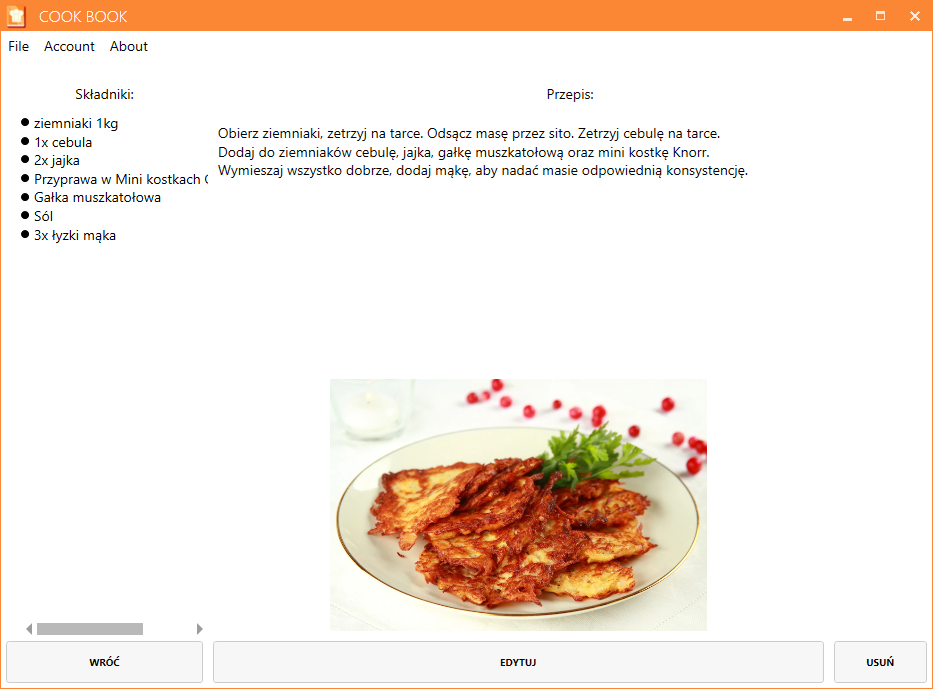 COOK BOOK
File Account About
Składniki:
ziemniaki 1kg
1x cebula
2x jajka
Przyprawa w Mini kostkach
Gałka muszkatołowa
Sól
3x łyzki mąka
Przepis:
Obierz ziemniaki, zetrzyj na tarce. Odsącz masę przez sito. Zetrzyj cebulę na tarce.
Dodaj do ziemniaków cebulę, jajka, gałkę muszkatołową oraz mini kostkę Knorr.
Wymieszaj wszystko dobrze, dodaj mąkę, aby nadać masie odpowiednią konsystencję.
WRÓĆ
EDYTUJ
USUŃ